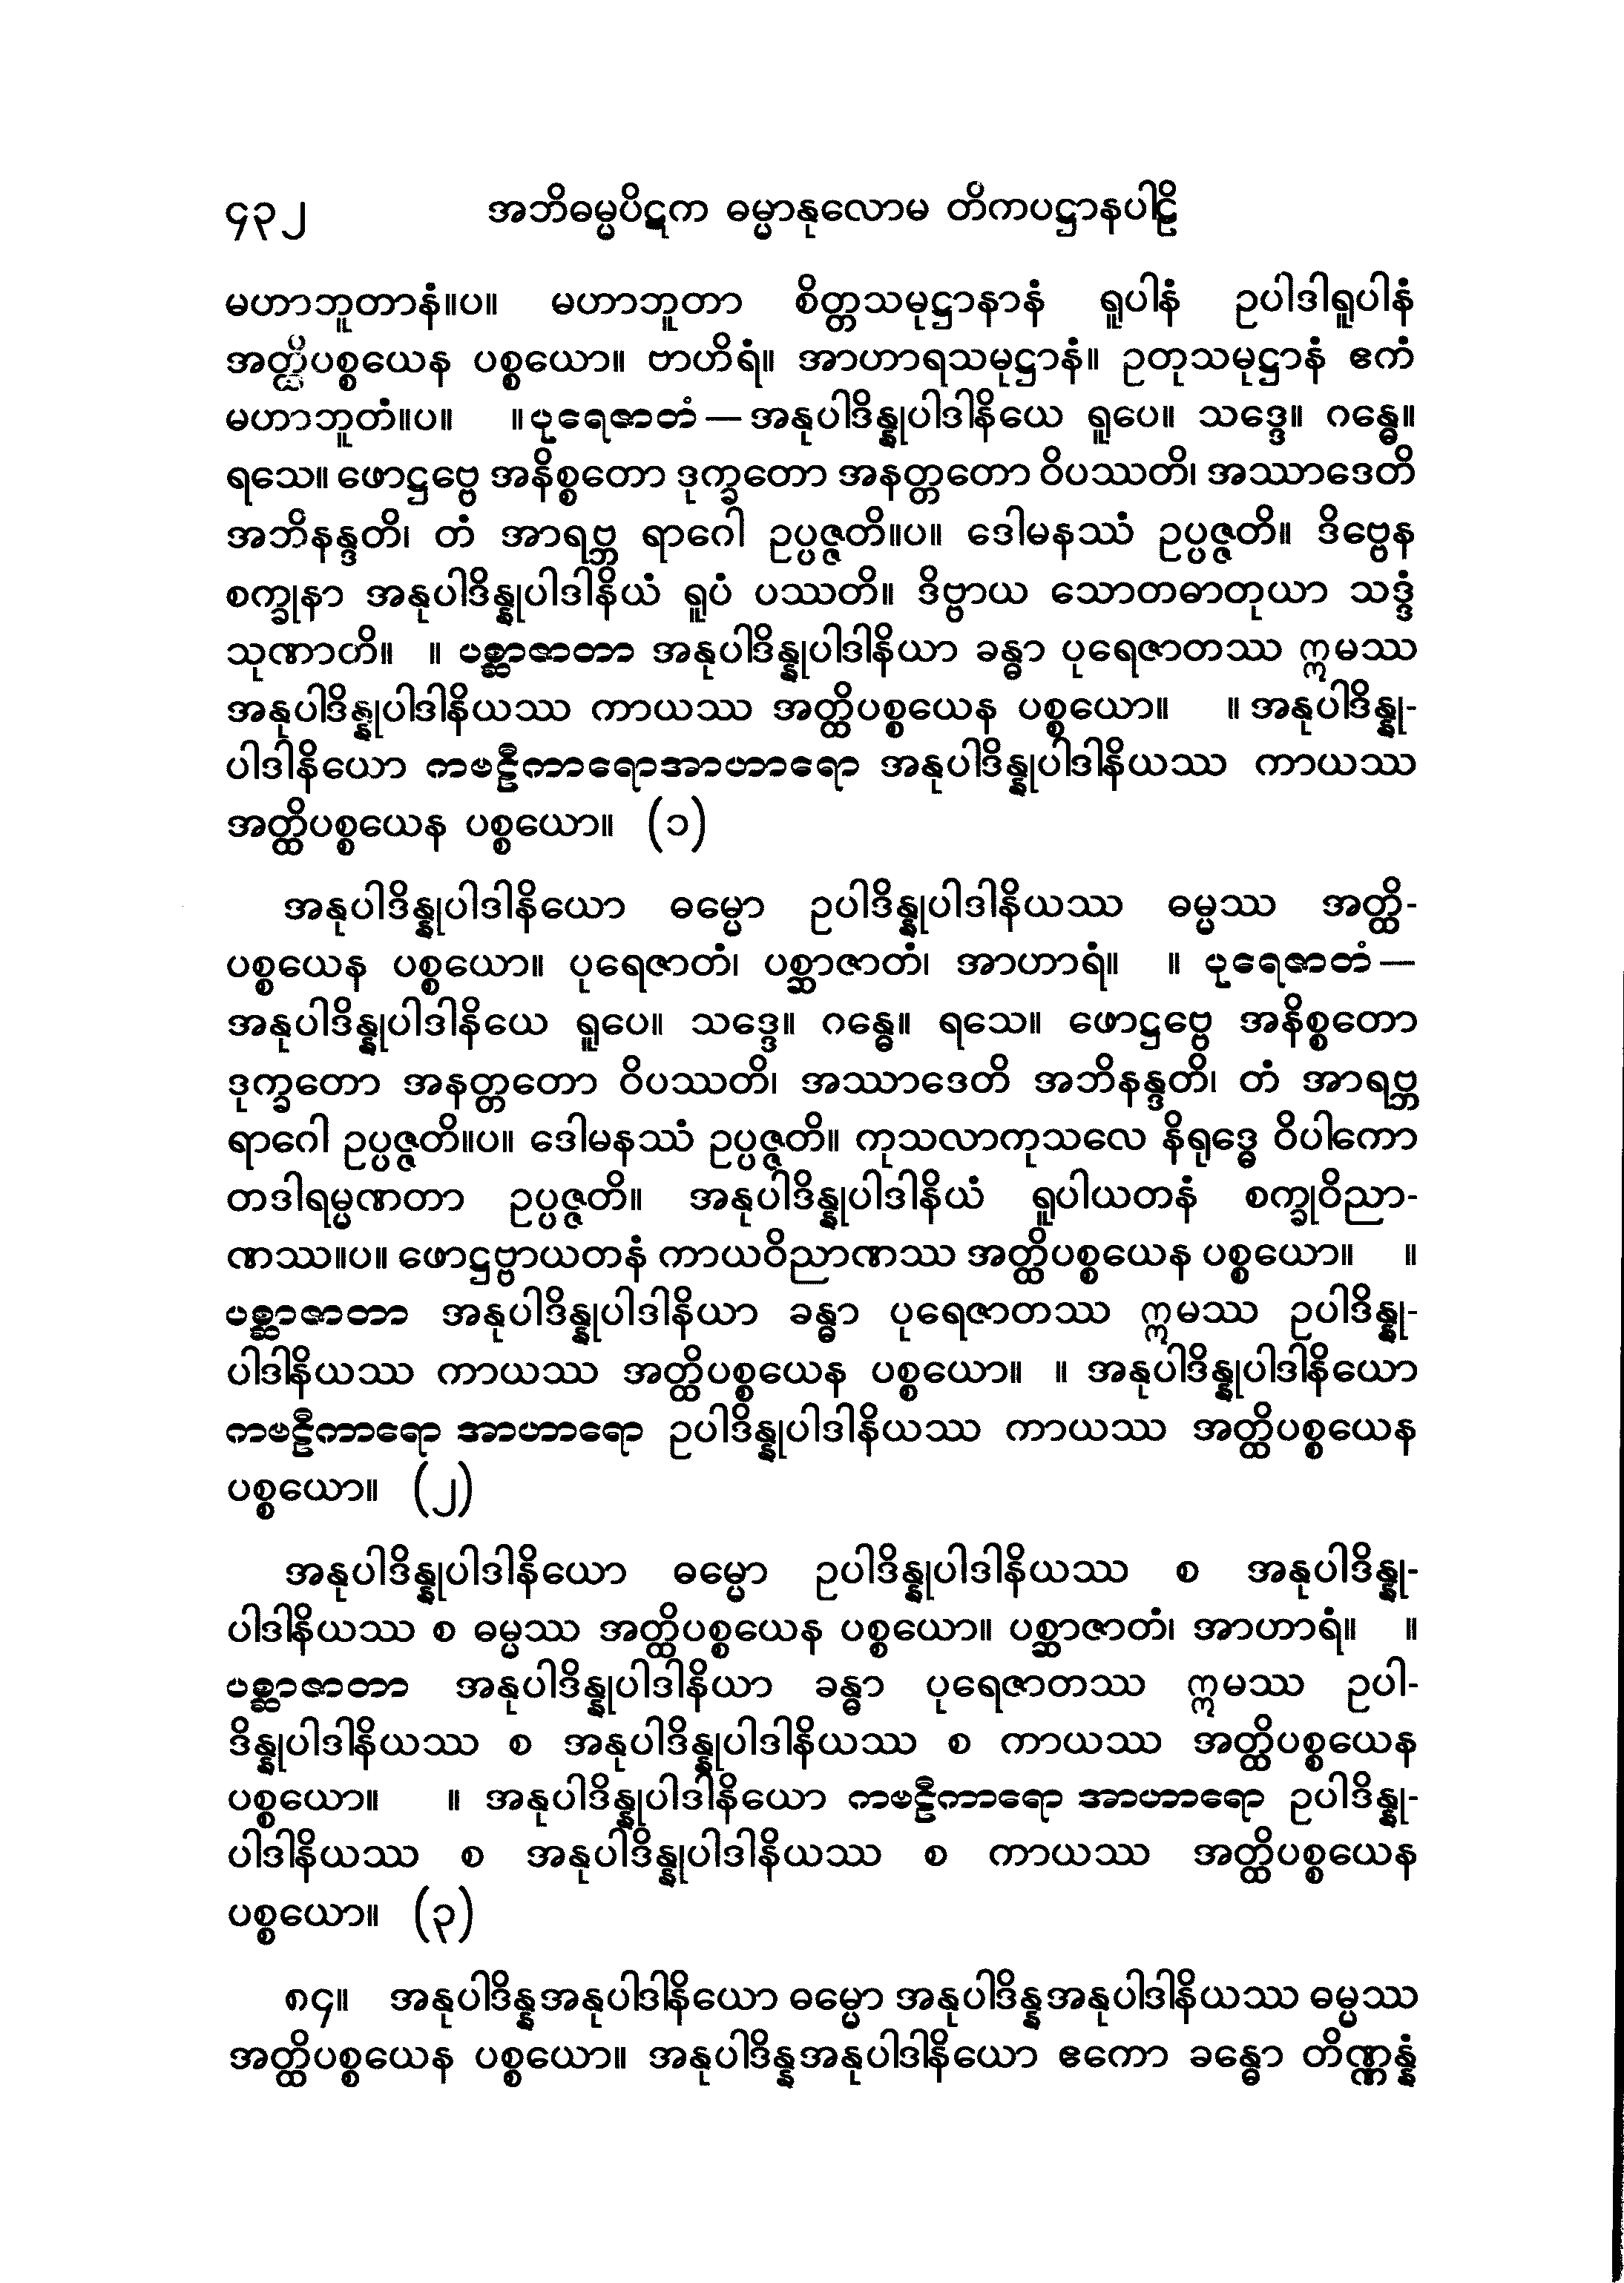 ၄၃၂ အဘိဓမ္မပိဋက ဓမ္မာနုလောမ တိကပဋ္ဌာနပါဠိ
မဟာဘူတာနံ။ပ။ မဟာဘူတာ စိတ္တသမုဋ္ဌာနာနံ ရူပါနံ ဥပါဒါရူပါနံ
အတ္ထိပစ္စယေန ပစ္စယော။ ဗာဟိရံ။ အာဟာရသမုဋ္ဌာနံ။ ဥတုသမုဋ္ဌာနံ ဧကံ
မဟာဘူတံ။ပ။ ။ပုရေဇာတံ—အနုပါဒိန္နုပါဒါနိယေ ရူပေ။ သဒ္ဒေ။ ဂန္ဓေ။
ရသေ။ ဖောဋ္ဌဗ္ဗေ အနိစ္စတော ဒုက္ခတော အနတ္တတော ဝိပဿတိ၊ အဿာဒေတိ
အဘိနန္ဒတိ၊ တံ အာရဗ္ဘ ရာဂေါ ဥပ္ပဇ္ဇတိ။ပ။ ဒေါမနဿံ ဥပ္ပဇ္ဇတိ။ ဒိဗ္ဗေန
စက္ခုနာ အနုပါဒိန္နုပါဒါနိယံ ရူပံ ပဿတိ။ ဒိဗ္ဗာယ သောတဓာတုယာ သဒ္ဒံ
သုဏာတိ။ ။ ပစ္ဆာဇာတာ အနုပါဒိန္နုပါဒါနိယာ ခန္ဓာ ပုရေဇာတဿ ဣမဿ
အနုပါဒိန္နုပါဒါနိယဿ ကာယဿ အတ္ထိပစ္စယေန ပစ္စယော။ ။ အနုပါဒိန္နု-
ပါဒါနိယော ကဗဠီကာရောအာဟာရော အနုပါဒိန္နုပါဒါနိယဿ ကာယဿ
အတ္ထိပစ္စယေန ပစ္စယော။ (၁)
အနုပါဒိန္နုပါဒါနိယော ဓမ္မော ဥပါဒိန္နုပါဒါနိယဿ ဓမ္မဿ အတ္ထိ-
ပစ္စယေန ပစ္စယော။ ပုရေဇာတံ၊ ပစ္ဆာဇာတံ၊ အာဟာရံ။ ။ ပုရေဇာတံ—
အနုပါဒိန္နုပါဒါနိယေ ရူပေ။ သဒ္ဒေ။ ဂန္ဓေ။ ရသေ။ ဖောဋ္ဌဗ္ဗေ အနိစ္စတော
ဒုက္ခတော အနတ္တတော ဝိပဿတိ၊ အဿာဒေတိ အဘိနန္ဒတိ၊ တံ အာရဗ္ဘ
ရာဂေါ ဥပ္ပဇ္ဇတိ။ပ။ ဒေါမနဿံ ဥပ္ပဇ္ဇတိ။ ကုသလာကုသလေ နိရုဒ္ဓေ ဝိပါကော
တဒါရမ္မဏတာ ဥပ္ပဇ္ဇတိ။ အနုပါဒိန္နုပါဒါနိယံ ရူပါယတနံ စက္ခုဝိညာ-
ဏဿ။ပ။ ဖောဋ္ဌဗ္ဗာယတနံ ကာယဝိညာဏဿ အတ္ထိပစ္စယေန ပစ္စယော။ ။
ပစ္ဆာဇာတာ အနုပါဒိန္နုပါဒါနိယာ ခန္ဓာ ပုရေဇာတဿ ဣမဿ ဥပါဒိန္နု-
ပါဒါနိယဿ ကာယဿ အတ္ထိပစ္စယေန ပစ္စယော။ ။ အနုပါဒိန္နုပါဒါနိယော
ကဗဠီကာရော အာဟာရော ဥပါဒိန္နုပါဒါနိယဿ ကာယဿ အတ္ထိပစ္စယေန
ပစ္စယော။ (၂)
အနုပါဒိန္နုပါဒါနိယော ဓမ္မော ဥပါဒိန္နုပါဒါနိယဿ စ အနုပါဒိန္နု-
ပါဒါနိယဿ စ ဓမ္မဿ အတ္ထိပစ္စယေန ပစ္စယော။ ပစ္ဆာဇာတံ၊ အာဟာရံ။ ။
ပစ္ဆာဇာတာ အနုပါဒိန္နုပါဒါနိယာ ခန္ဓာ ပုရေဇာတဿ ဣမဿ ဥပါ-
ဒိန္နုပါဒါနိယဿ စ အနုပါဒိန္နုပါဒါနိယဿ စ ကာယဿ အတ္ထိပစ္စယေန
ပစ္စယော။ ။ အနုပါဒိန္နုပါဒါနိယော ကဗဠီကာရော အာဟာရော ဥပါဒိန္နု-
ပါဒါနိယဿ စ အနုပါဒိန္နုပါဒါနိယဿ စ ကာယဿ အတ္ထိပစ္စယေန
ပစ္စယော။ (၃)
၈၄။ အနုပါဒိန္နအနုပါဒါနိယော ဓမ္မော အနုပါဒိန္နအနုပါဒါနိယဿ ဓမ္မဿ
အတ္ထိပစ္စယေန ပစ္စယော။ အနုပါဒိန္နအနုပါဒါနိယော ဧကော ခန္ဓော တိဏ္ဏန္နံ